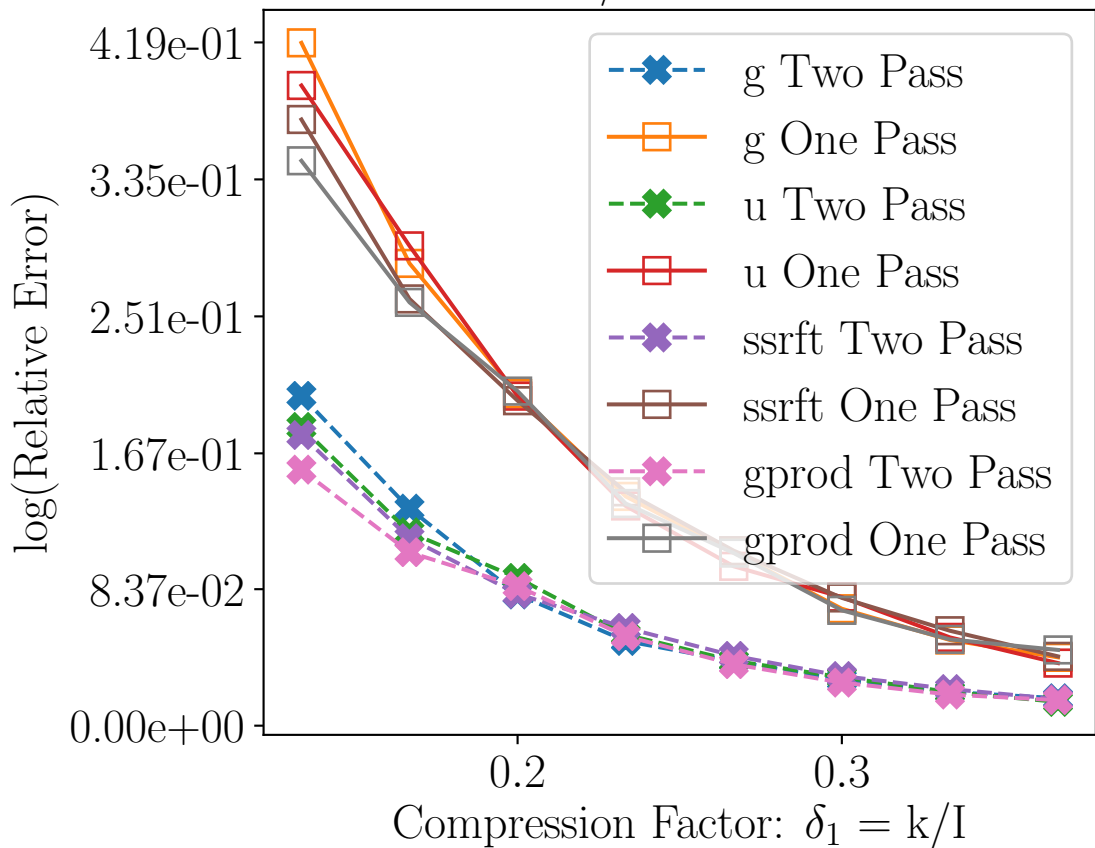 4.19e-01
3.35e-01
2.51e-01
1.67e-01
8.37e-02
0.00e+00
log(Relative Error)
g Two Pass
g One Pass
u Two Pass
u One Pass
ssrft Two Pass
ssrft One Pass
gprod Two Pass
gprod One Pass
0.2
0.3
Compression Factor: δ₁ = k/I